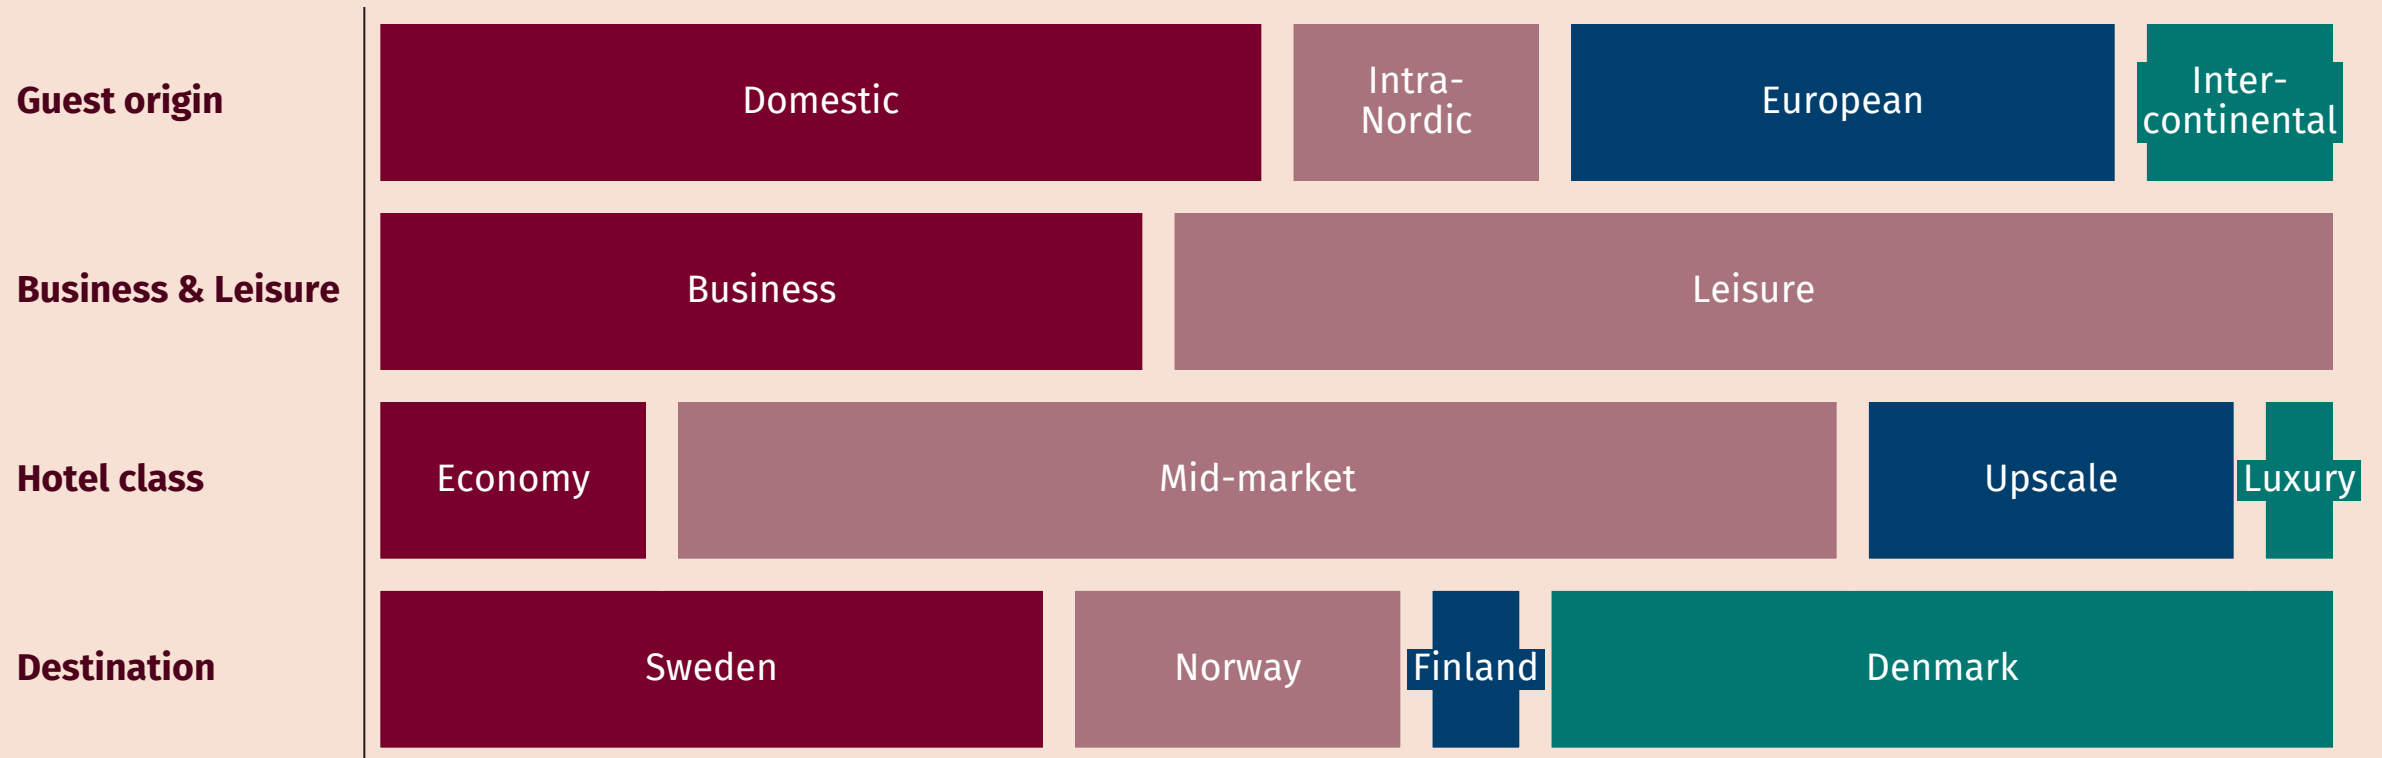 Guest origin
Domestic
Intra-
Nordic
European
Inter-
continental
Business & Leisure
Business
Leisure
Hotel class
Economy
Mid-market
Upscale
Luxury
Destination
Sweden
Norway
Finland
Denmark